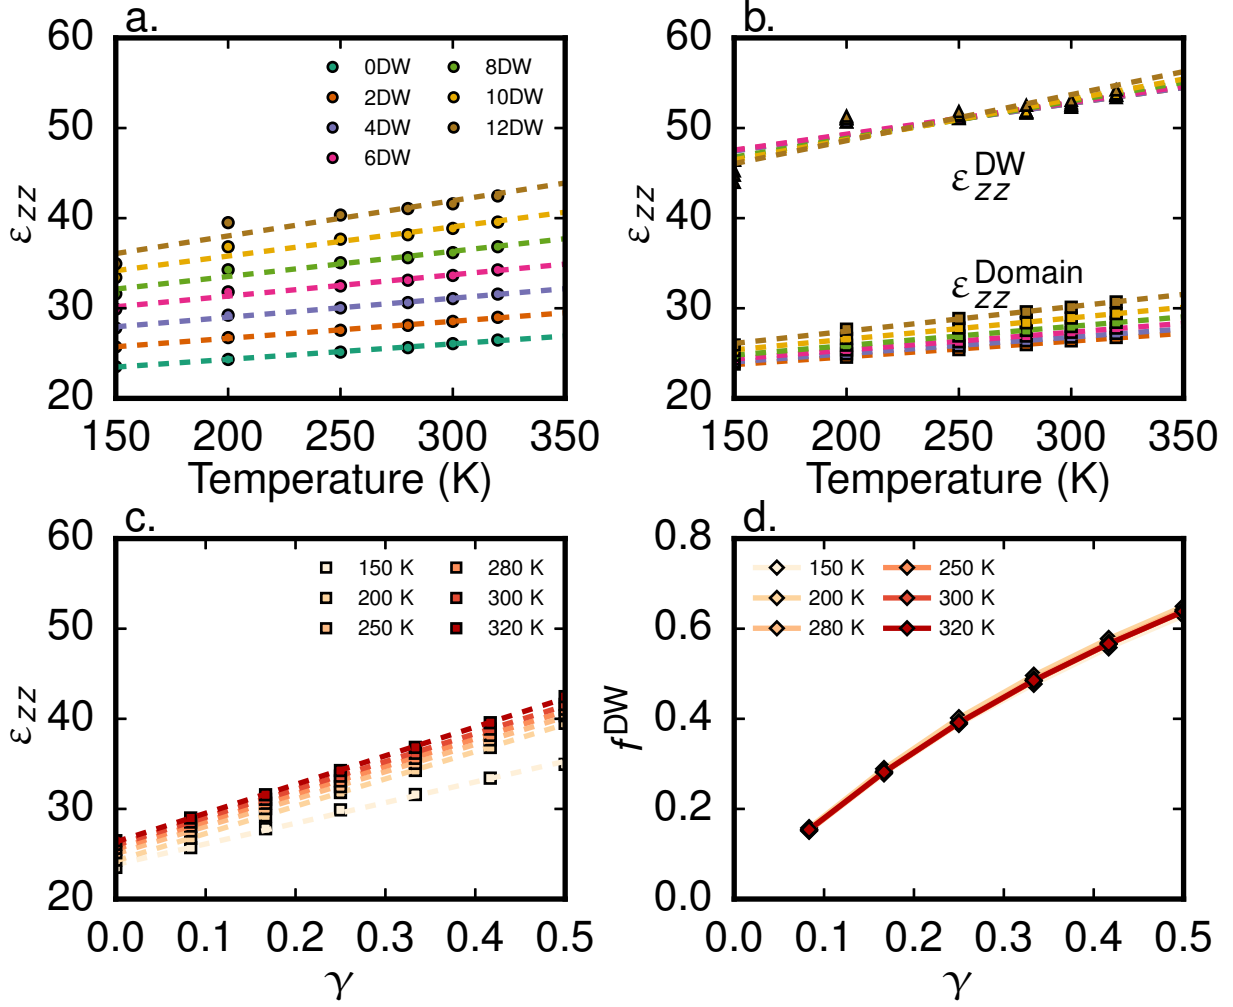 a.
60
50
40
30
20
ε_zz
0DW
2DW
4DW
6DW
8DW
10DW
12DW
150 200 250 300 350
Temperature (K)
b.
60
50
40
30
20
ε_zz
ε_zz^DW
ε_zz^Domain
150 200 250 300 350
Temperature (K)
c.
60
50
40
30
20
ε_zz
150 K
200 K
250 K
280 K
300 K
320 K
0.0 0.1 0.2 0.3 0.4 0.5
γ
d.
0.8
0.6
0.4
0.2
0.0
f^DW
150 K
200 K
280 K
250 K
300 K
320 K
0.0 0.1 0.2 0.3 0.4 0.5
γ